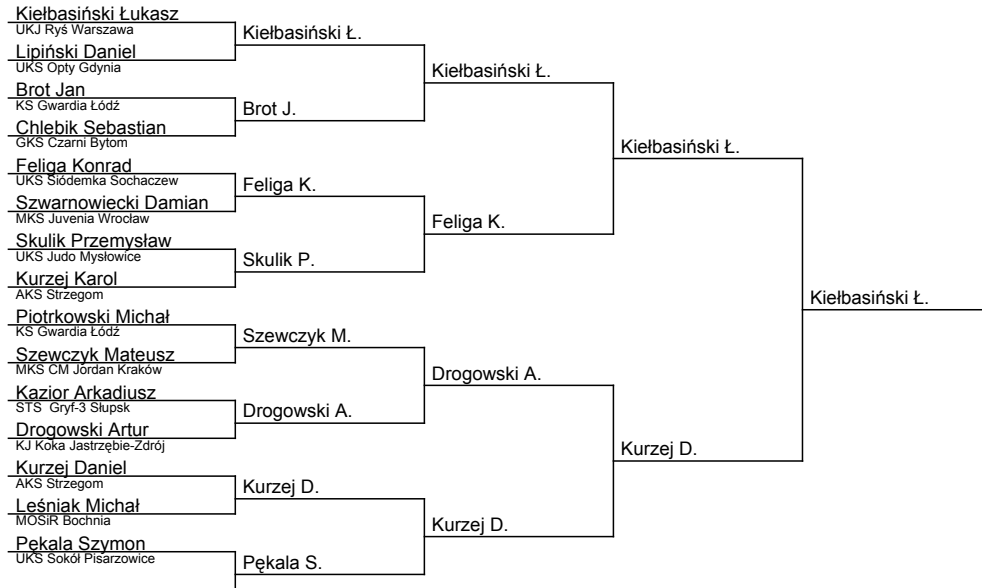 Kiełbasiński Łukasz
UKJ Ryś Warszawa
Kiełbasiński Ł.
Lipiński Daniel
UKS Opty Gdynia
Kiełbasiński Ł.
Brot Jan
KS Gwardia Łódź
Brot J.
Chlebik Sebastian
GKS Czarni Bytom
Kiełbasiński Ł.
Feliga Konrad
UKS Siódemka Sochaczew
Feliga K.
Szwarnowiecki Damian
MKS Juvenia Wrocław
Feliga K.
Skulik Przemysław
UKS Judo Mysłowice
Skulik P.
Kurzej Karol
AKS Strzegom
Kiełbasiński Ł.
Piotrkowski Michał
KS Gwardia Łódź
Szewczyk M.
Szewczyk Mateusz
MKS CM Jordan Kraków
Drogowski A.
Kazior Arkadiusz
STS  Gryf-3 Słupsk
Drogowski A.
Drogowski Artur
KJ Koka Jastrzębie-Zdrój
Kurzej D.
Kurzej Daniel
AKS Strzegom
Kurzej D.
Leśniak Michał
MOSiR Bochnia
Kurzej D.
Pękala Szymon
UKS Sokół Pisarzowice
Pękala S.